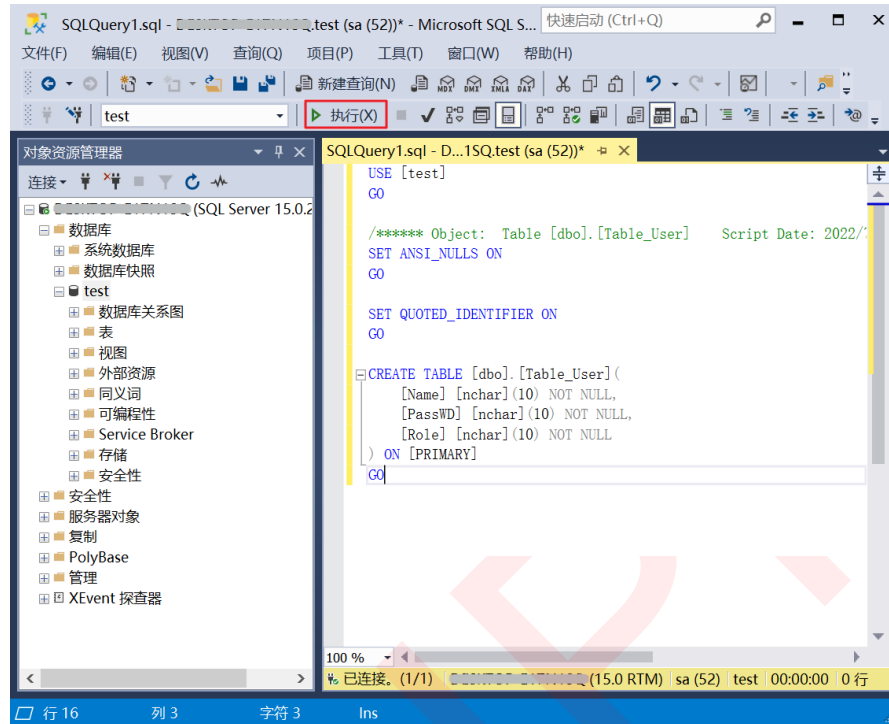 SQLQuery1.sql - .test (sa (52))* - Microsoft SQL S... 快速启动 (Ctrl+Q)
文件(F) 编辑(E) 视图(V) 查询(Q) 项目(P) 工具(T) 窗口(W) 帮助(H)
新建查询(N) MDX DMX XMLA DAX
test 执行(X)
对象资源管理器
连接
(SQL Server 15.0.2
数据库
系统数据库
数据库快照
test
数据库关系图
表
视图
外部资源
同义词
可编程性
Service Broker
存储
安全性
安全性
服务器对象
复制
PolyBase
管理
XEvent 探查器
SQLQuery1.sql - D...1SQ.test (sa (52))*
USE [test]
GO
/****** Object: Table [dbo].[Table_User] Script Date: 2022/
SET ANSI_NULLS ON
GO
SET QUOTED_IDENTIFIER ON
GO
CREATE TABLE [dbo].[Table_User](
[Name] [nchar](10) NOT NULL,
[PassWD] [nchar](10) NOT NULL,
[Role] [nchar](10) NOT NULL
) ON [PRIMARY]
GO
100 %
已连接。(1/1) (15.0 RTM) sa (52) test 00:00:00 0 行
行 16 列 3 字符 3 Ins